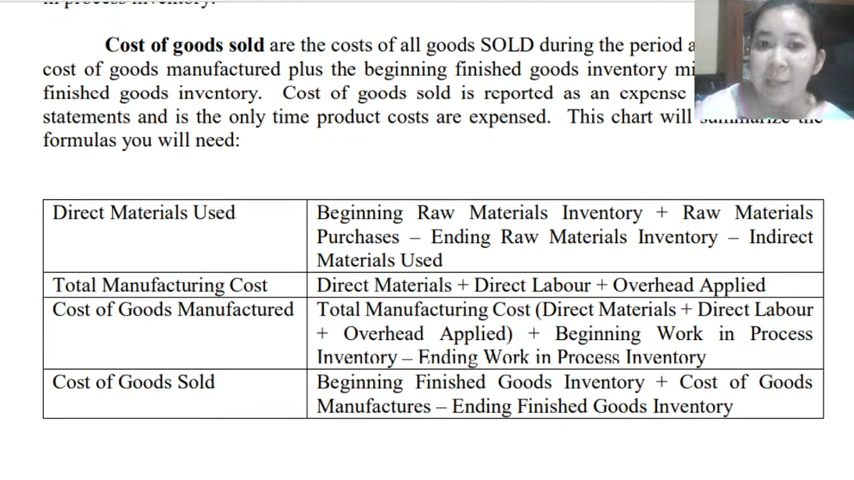 Cost of goods sold are the costs of all goods SOLD during the period
cost of goods manufactured plus the beginning finished goods inventory
finished goods inventory. Cost of goods sold is reported as an expense
statements and is the only time product costs are expensed. This chart will summarize the
formulas you will need:
Direct Materials Used
Beginning Raw Materials Inventory + Raw Materials
Purchases – Ending Raw Materials Inventory – Indirect
Materials Used
Total Manufacturing Cost
Direct Materials + Direct Labour + Overhead Applied
Cost of Goods Manufactured
Total Manufacturing Cost (Direct Materials + Direct Labour
+ Overhead Applied) + Beginning Work in Process
Inventory – Ending Work in Process Inventory
Cost of Goods Sold
Beginning Finished Goods Inventory + Cost of Goods
Manufactures – Ending Finished Goods Inventory